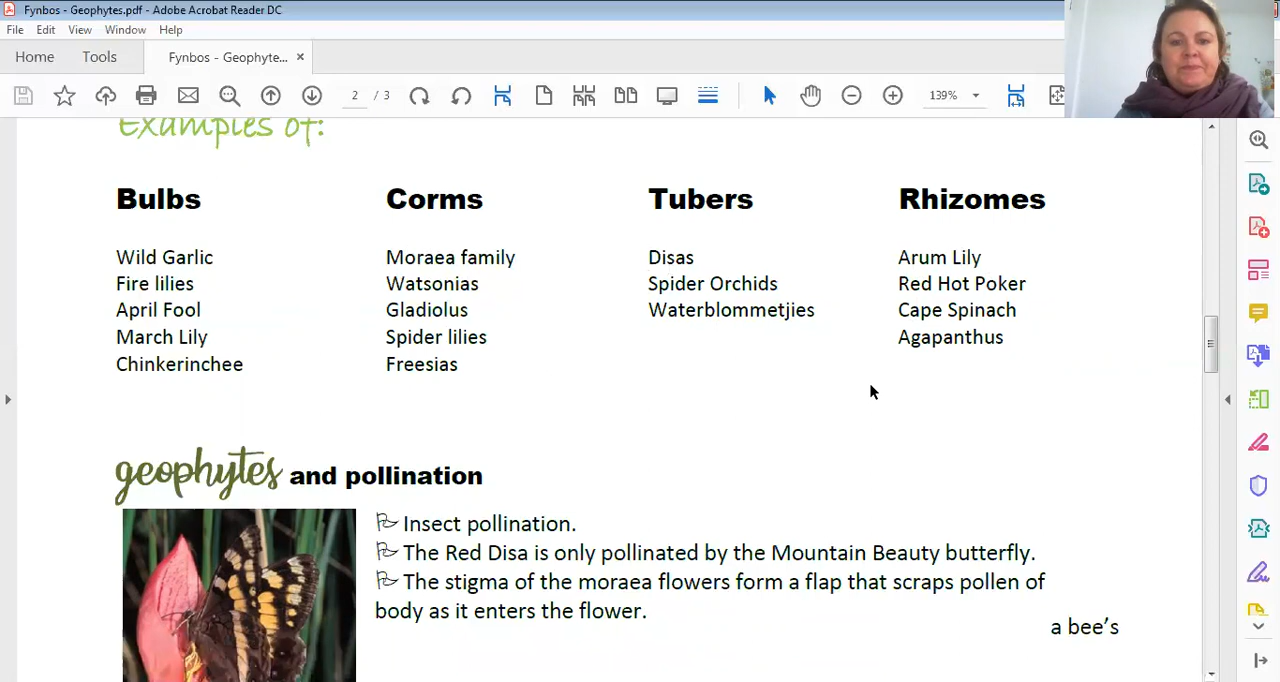 Fynbos - Geophytes.pdf - Adobe Acrobat Reader DC
File Edit View Window Help
Home Tools Fynbos - Geophyte... ×
2 / 3 139%
Examples of:
Bulbs Corms Tubers Rhizomes
Wild Garlic Moraea family Disas Arum Lily
Fire lilies Watsonias Spider Orchids Red Hot Poker
April Fool Gladiolus Waterblommetjies Cape Spinach
March Lily Spider lilies Agapanthus
Chinkerinchee Freesias
geophytes and pollination
Insect pollination.
The Red Disa is only pollinated by the Mountain Beauty butterfly.
The stigma of the moraea flowers form a flap that scraps pollen of
body as it enters the flower.
a bee's